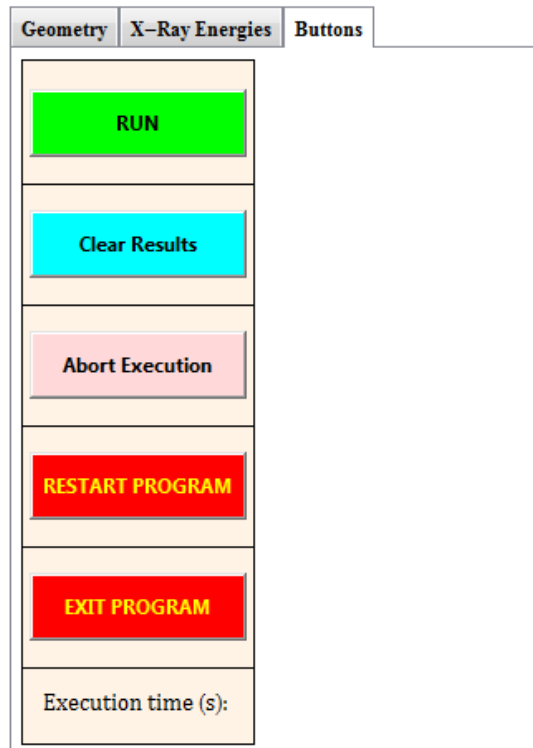 Geometry X−Ray Energies Buttons
RUN
Clear Results
Abort Execution
RESTART PROGRAM
EXIT PROGRAM
Execution time (s):